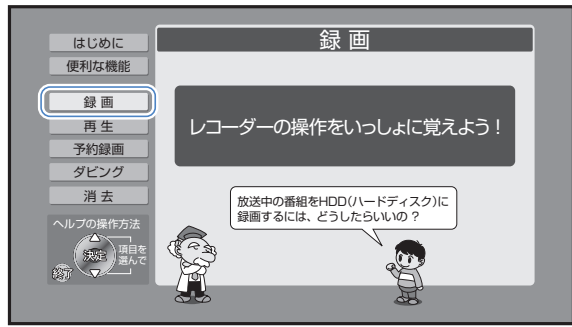 はじめに
便利な機能
録 画
再 生
予約録画
ダビング
消 去
ヘルプの操作方法
決定
項目を
選んで
終了
録 画
レコーダーの操作をいっしょに覚えよう！
放送中の番組をHDD(ハードディスク)に
録画するには、どうしたらいいの？